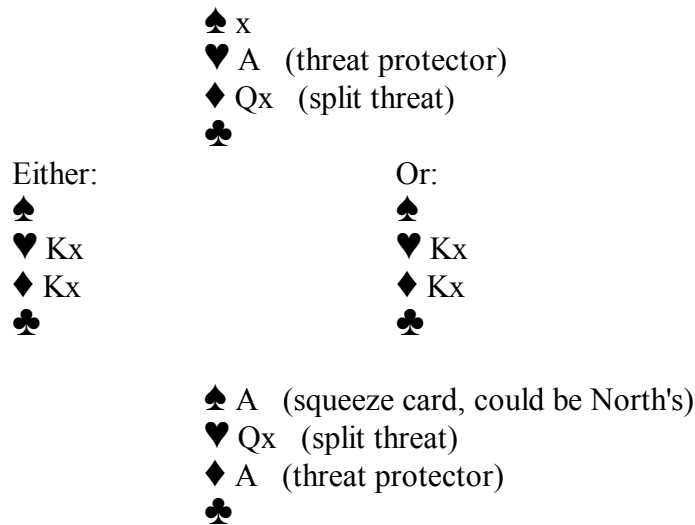 ♠ x
♥ A (threat protector)
♦ Qx (split threat)
♣
Either: Or:
♠ ♠
♥ Kx ♥ Kx
♦ Kx ♦ Kx
♣ ♣
♠ A (squeeze card, could be North's)
♥ Qx (split threat)
♦ A (threat protector)
♣